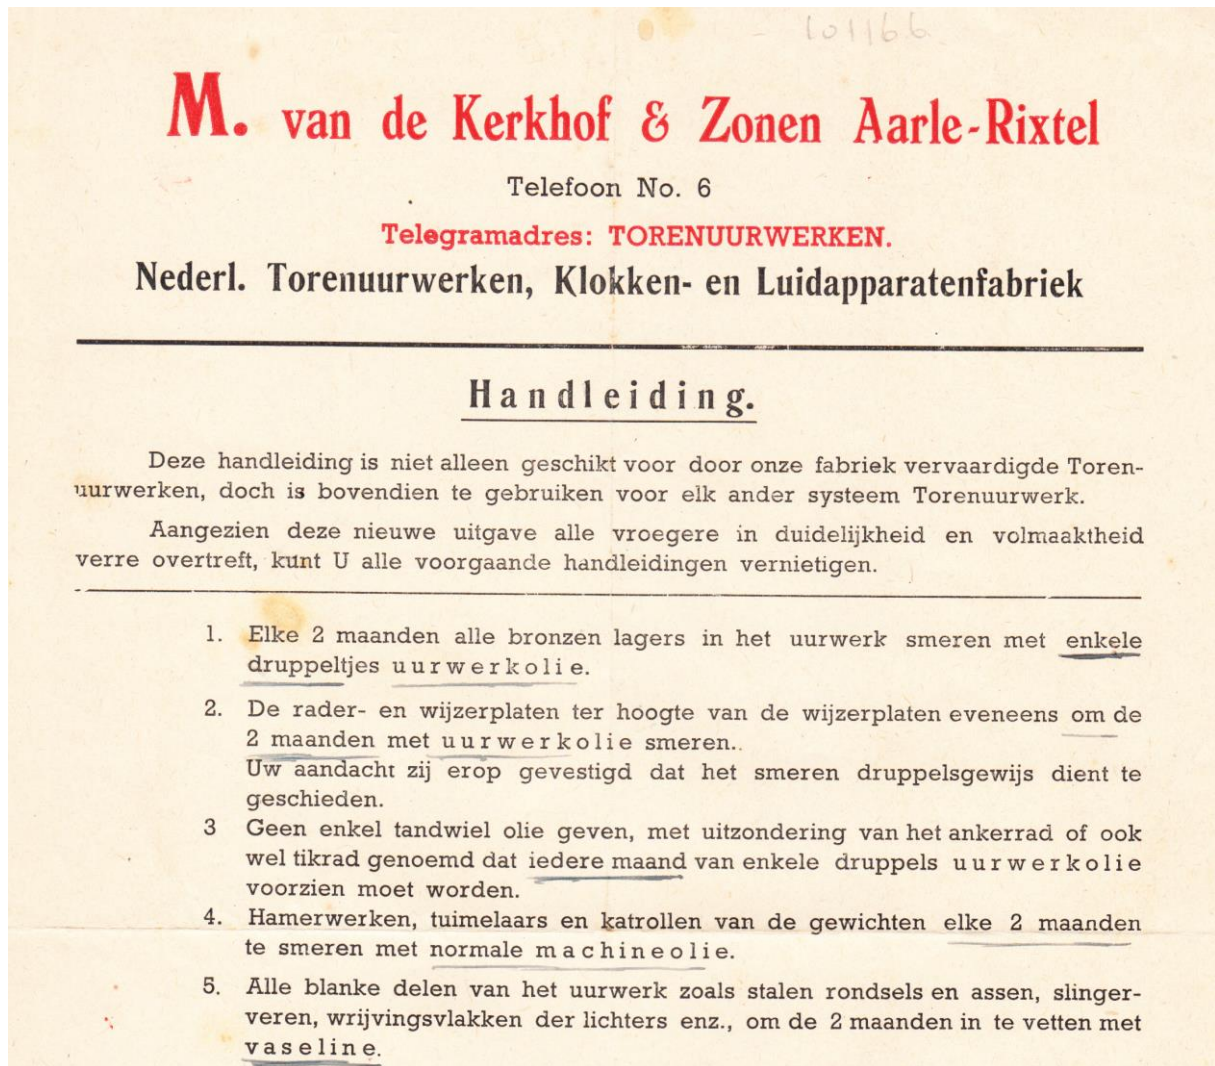 101166
M. van de Kerkhof & Zonen Aarle-Rixtel
Telefoon No. 6
Telegramadres: TORENUURWERKEN.
Nederl. Torenuurwerken, Klokken- en Luidapparatenfabriek
Handleiding.
Deze handleiding is niet alleen geschikt voor door onze fabriek vervaardigde Toren-
uurwerken, doch is bovendien te gebruiken voor elk ander systeem Torenuurwerk.
Aangezien deze nieuwe uitgave alle vroegere in duidelijkheid en volmaaktheid
verre overtreft, kunt U alle voorgaande handleidingen vernietigen.
1. Elke 2 maanden alle bronzen lagers in het uurwerk smeren met enkele
druppeltjes uurwerkolie.
2. De rader- en wijzerplaten ter hoogte van de wijzerplaten eveneens om de
2 maanden met uurwerkolie smeren..
Uw aandacht zij erop gevestigd dat het smeren druppelsgewijs dient te
geschieden.
3 Geen enkel tandwiel olie geven, met uitzondering van het ankerrad of ook
wel tikrad genoemd dat iedere maand van enkele druppels uurwerkolie
voorzien moet worden.
4. Hamerwerken, tuimelaars en katrollen van de gewichten elke 2 maanden
te smeren met normale machineolie.
5. Alle blanke delen van het uurwerk zoals stalen rondsels en assen, slinger-
veren, wrijvingsvlakken der lichters enz., om de 2 maanden in te vetten met
vaseline.